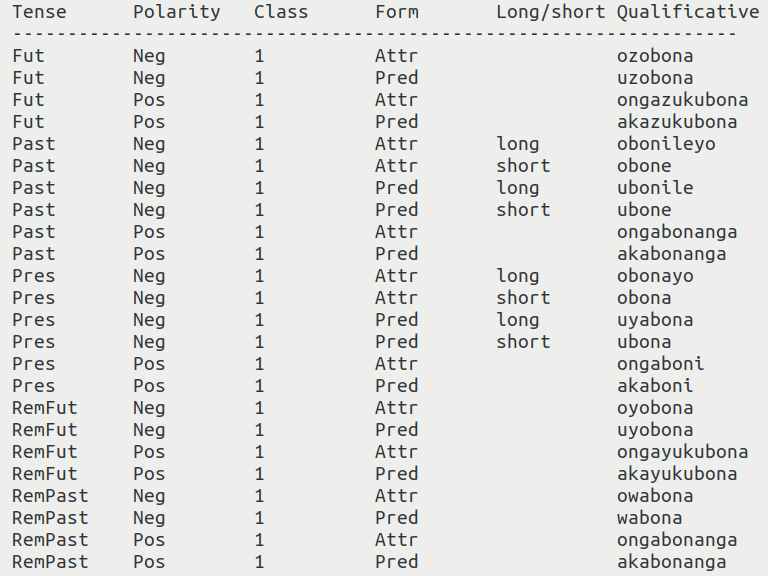 Tense Polarity Class Form Long/short Qualificative
------------------------------------------------------------------
Fut Neg 1 Attr ozobona
Fut Neg 1 Pred uzobona
Fut Pos 1 Attr ongazukubona
Fut Pos 1 Pred akazukubona
Past Neg 1 Attr long obonileyo
Past Neg 1 Attr short obone
Past Neg 1 Pred long ubonile
Past Neg 1 Pred short ubone
Past Pos 1 Attr ongabonanga
Past Pos 1 Pred akabonanga
Pres Neg 1 Attr long obonayo
Pres Neg 1 Attr short obona
Pres Neg 1 Pred long uyabona
Pres Neg 1 Pred short ubona
Pres Pos 1 Attr ongaboni
Pres Pos 1 Pred akaboni
RemFut Neg 1 Attr oyobona
RemFut Neg 1 Pred uyobona
RemFut Pos 1 Attr ongayukubona
RemFut Pos 1 Pred akayukubona
RemPast Neg 1 Attr owabona
RemPast Neg 1 Pred wabona
RemPast Pos 1 Attr ongabonanga
RemPast Pos 1 Pred akabonanga